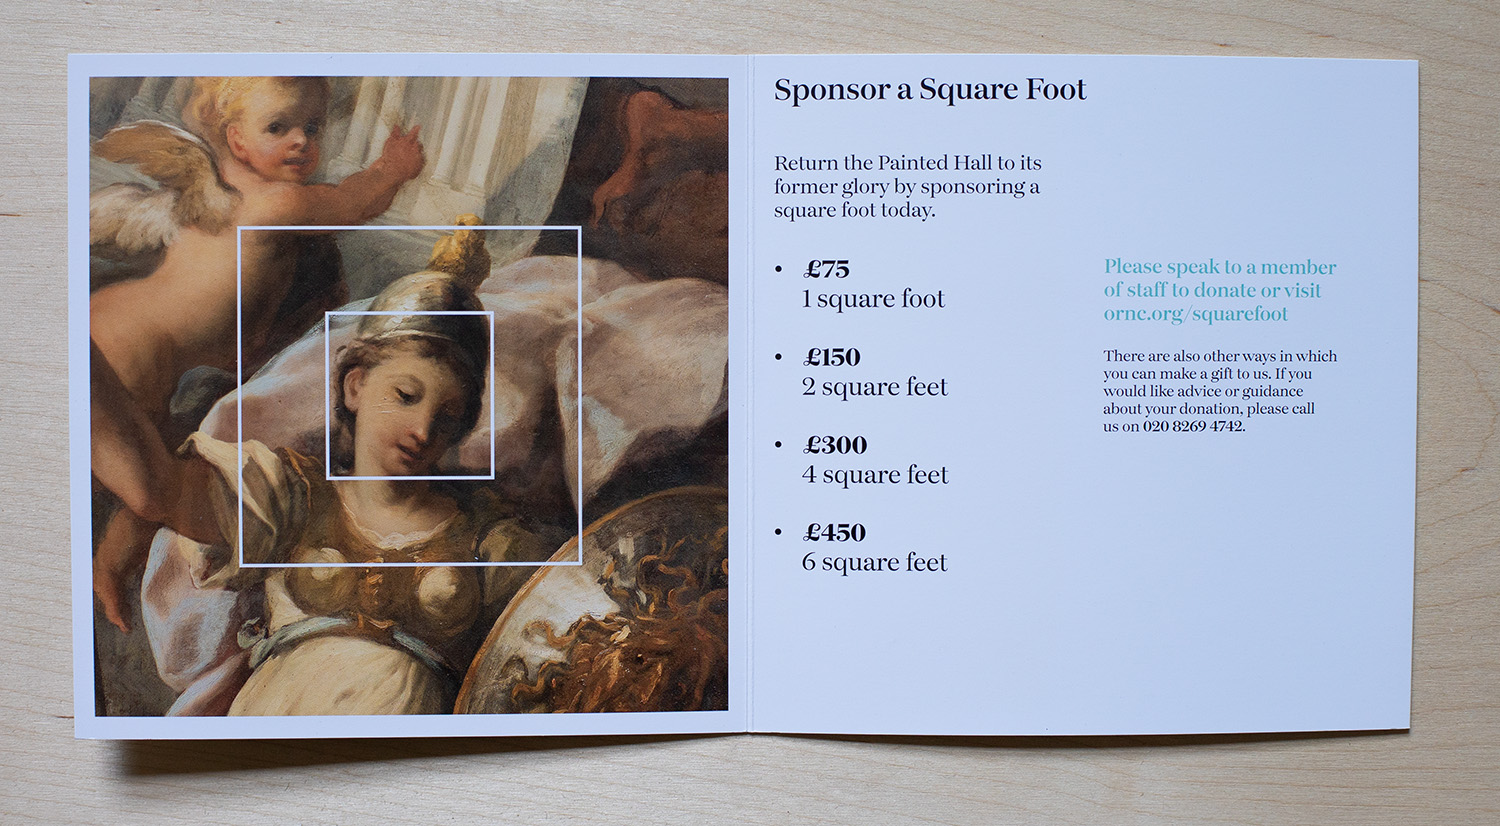 Sponsor a Square Foot
Return the Painted Hall to its
former glory by sponsoring a
square foot today.
• £75
1 square foot
• £150
2 square feet
• £300
4 square feet
• £450
6 square feet
Please speak to a member
of staff to donate or visit
ornc.org/squarefoot
There are also other ways in which
you can make a gift to us. If you
would like advice or guidance
about your donation, please call
us on 020 8269 4742.